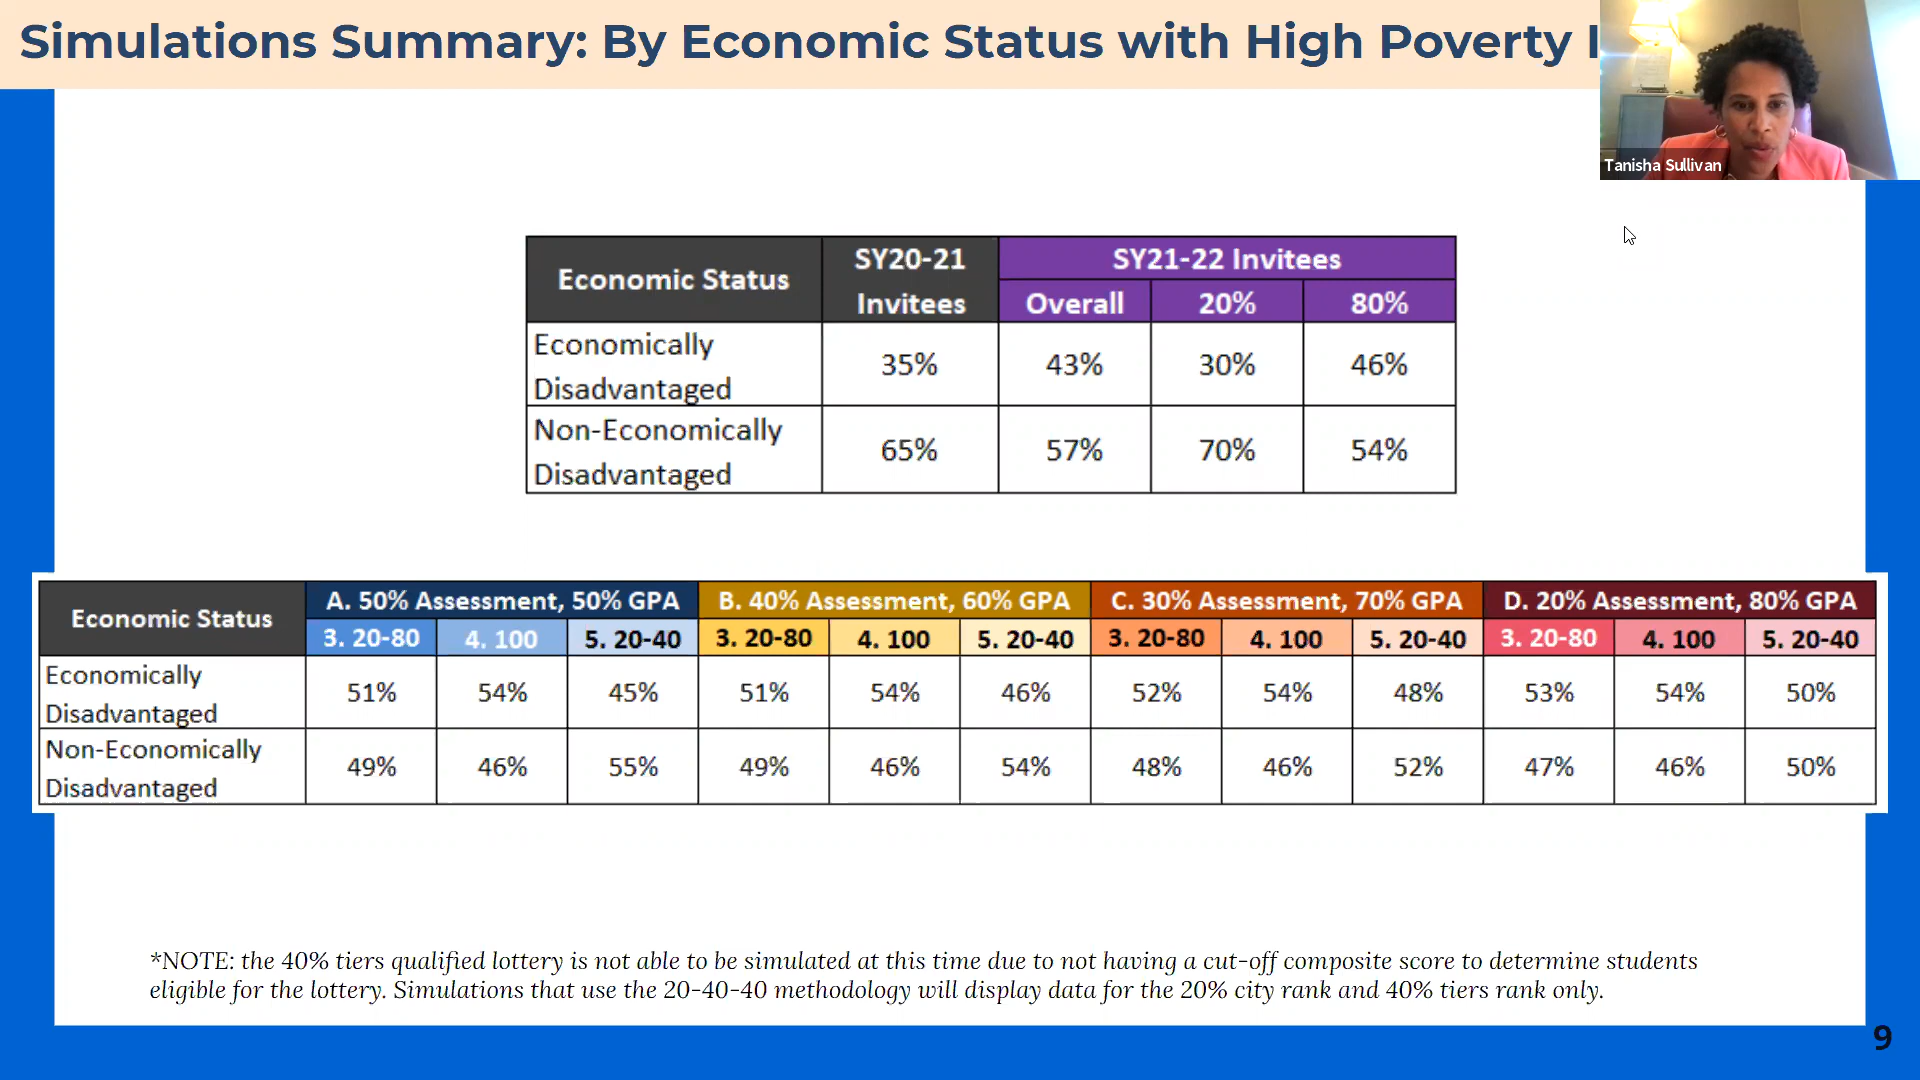 Simulations Summary: By Economic Status with High Poverty
Tanisha Sullivan
Economic Status
SY20-21
Invitees
SY21-22 Invitees
Overall
20%
80%
Economically
Disadvantaged
35%
43%
30%
46%
Non-Economically
Disadvantaged
65%
57%
70%
54%
Economic Status
A. 50% Assessment, 50% GPA
B. 40% Assessment, 60% GPA
C. 30% Assessment, 70% GPA
D. 20% Assessment, 80% GPA
3. 20-80
4. 100
5. 20-40
3. 20-80
4. 100
5. 20-40
3. 20-80
4. 100
5. 20-40
3. 20-80
4. 100
5. 20-40
Economically
Disadvantaged
51%
54%
45%
51%
54%
46%
52%
54%
48%
53%
54%
50%
Non-Economically
Disadvantaged
49%
46%
55%
49%
46%
54%
48%
46%
52%
47%
46%
50%
*NOTE: the 40% tiers qualified lottery is not able to be simulated at this time due to not having a cut-off composite score to determine students
eligible for the lottery. Simulations that use the 20-40-40 methodology will display data for the 20% city rank and 40% tiers rank only.
9